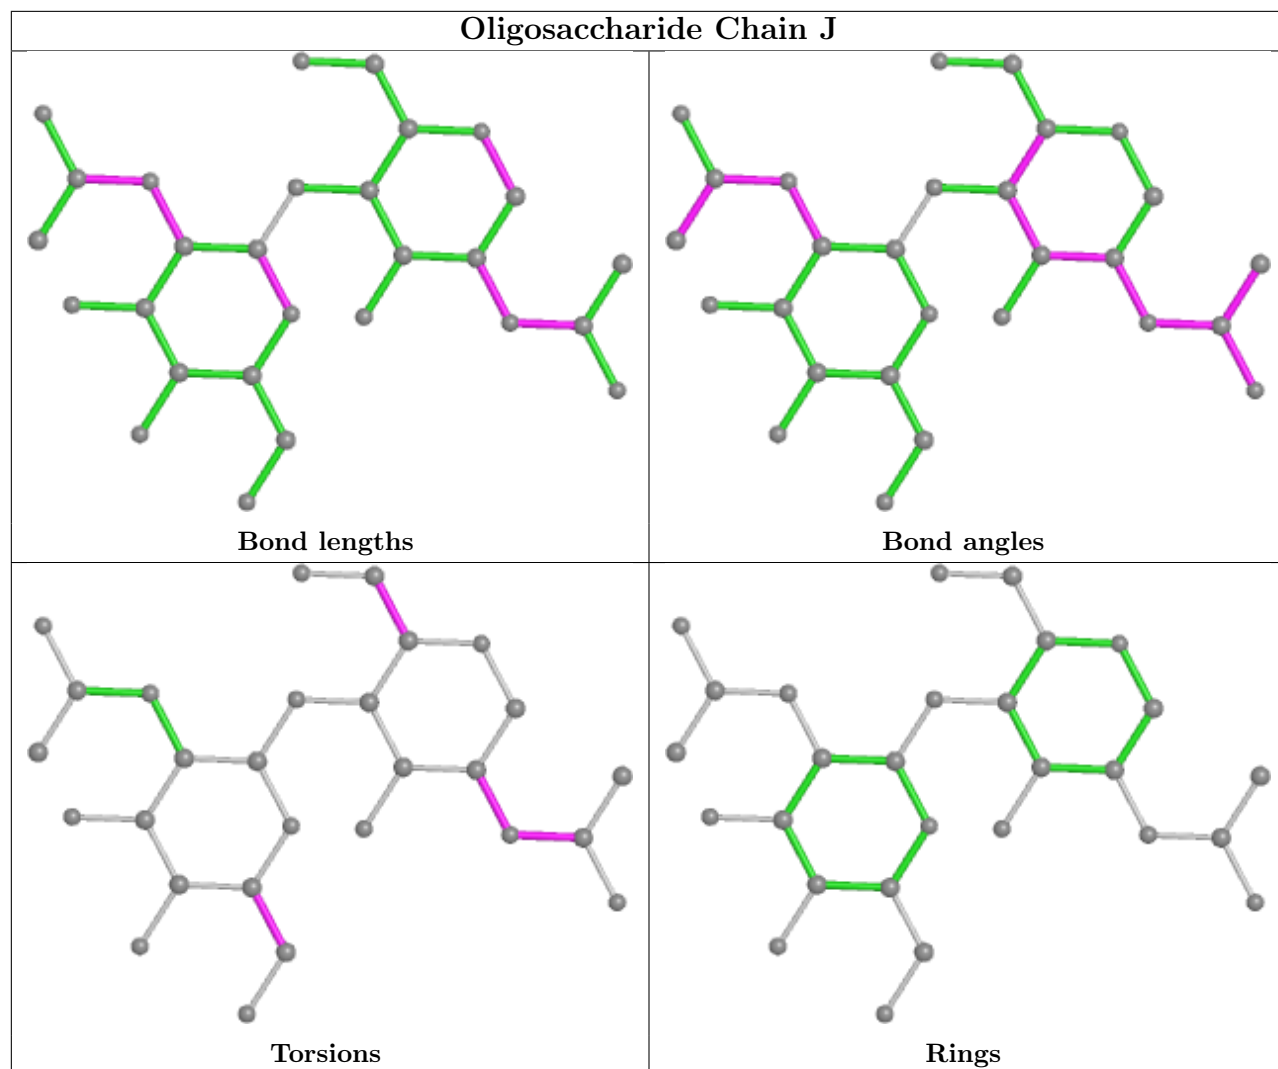 Oligosaccharide Chain J
Bond lengths
Bond angles
Torsions
Rings